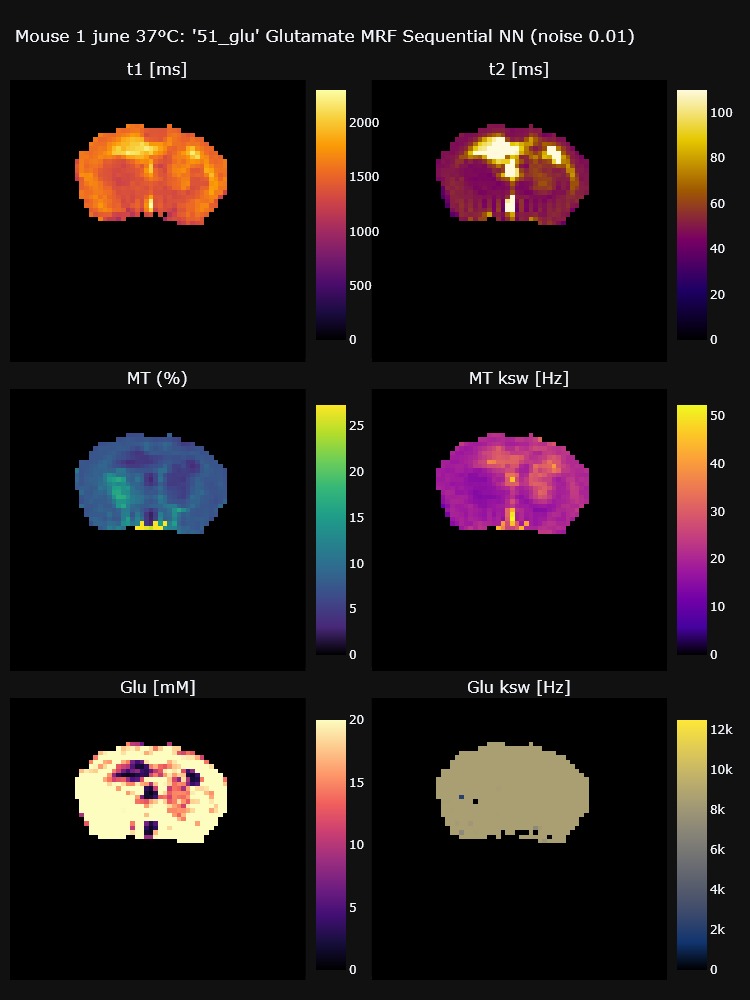 Mouse 1 june 37ºC: '51_glu' Glutamate MRF Sequential NN (noise 0.01)
t1 [ms]
t2 [ms]
2000
1500
1000
500
0
100
80
60
40
20
0
MT (%)
MT ksw [Hz]
25
20
15
10
5
0
50
40
30
20
10
0
Glu [mM]
Glu ksw [Hz]
20
15
10
5
0
12k
10k
8k
6k
4k
2k
0